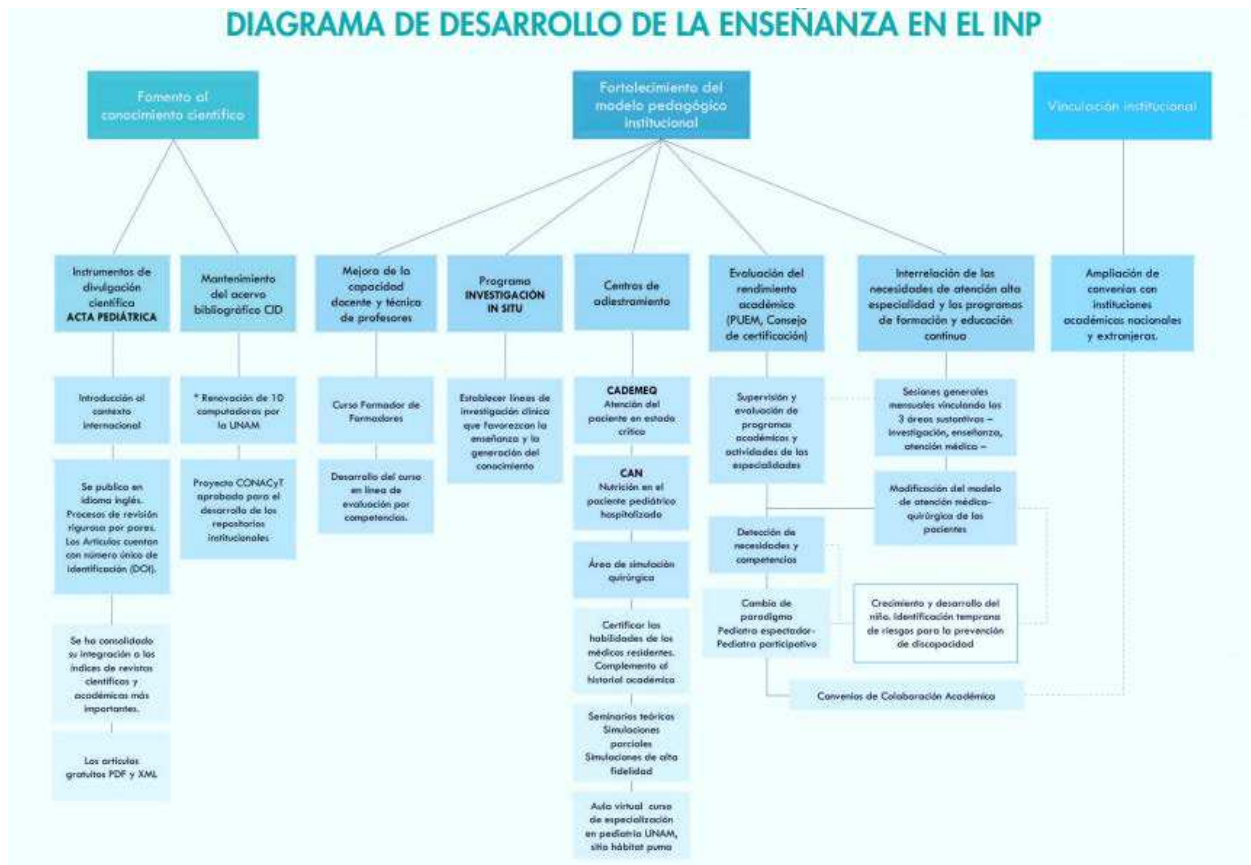 DIAGRAMA DE DESARROLLO DE LA ENSEÑANZA EN EL INP
Fomento al
conocimiento científico
Fortalecimiento del
modelo pedagógico
institucional
Vinculación institucional
Instrumentos de
divulgación
científica
ACTA PEDIÁTRICA
Mantenimiento
del acervo
bibliográfico CID
Mejora de la
capacidad
docente y técnica
de profesores
Programa
INVESTIGACIÓN
IN SITU
Centros de
adiestramiento
Evaluación del
rendimiento
académico
(PUEM, Consejo
de certificación)
Interrelación de las
necesidades de atención alta
especialidad y los programas
de formación y educación
continua
Ampliación de
convenios con
instituciones
académicas nacionales
y extranjeras.
Introducción al
contexto
internacional
Se publica en
idioma inglés.
Procesos de revisión
rigurosa por pares.
Los Artículos cuentan
con número único de
identificación (DOI).
Se ha consolidado
su integración a los
índices de revistas
científicas y
académicas más
importantes.
Los artículos
gratuitos PDF y XML
* Renovación de 10
computadoras por
la UNAM
Proyecto CONACyT
aprobado para el
desarrollo de los
repositorios
institucionales
Curso Formador de
Formadores
Desarrollo del curso
en línea de
evaluación por
competencias.
Establecer líneas de
investigación clínica
que favorezcan la
enseñanza y la
generación del
conocimiento
CADEMEQ
Atención del
paciente en estado
crítico
CAN
Nutrición en el
paciente pediátrico
hospitalizado
Área de simulación
quirúrgica
Certificar las
habilidades de los
médicos residentes.
Complemento al
historial académico
Seminarios teóricos
Simulaciones
parciales
Simulaciones de alta
fidelidad
Aula virtual curso
de especialización
en pediatría UNAM,
sitio hábitat puma
Supervisión y
evaluación de
programas
académicos y
actividades de las
especialidades
Detección de
necesidades y
competencias
Cambio de
paradigma
Pediatra espectador-
Pediatra participativo
Sesiones generales
mensuales vinculando las
3 áreas sustantivas –
investigación, enseñanza,
atención médica –
Modificación del modelo
de atención médico-
quirúrgica de los
pacientes
Crecimiento y desarrollo del
niño. Identificación temprana
de riesgos para la prevención
de discapacidad
Convenios de Colaboración Académica